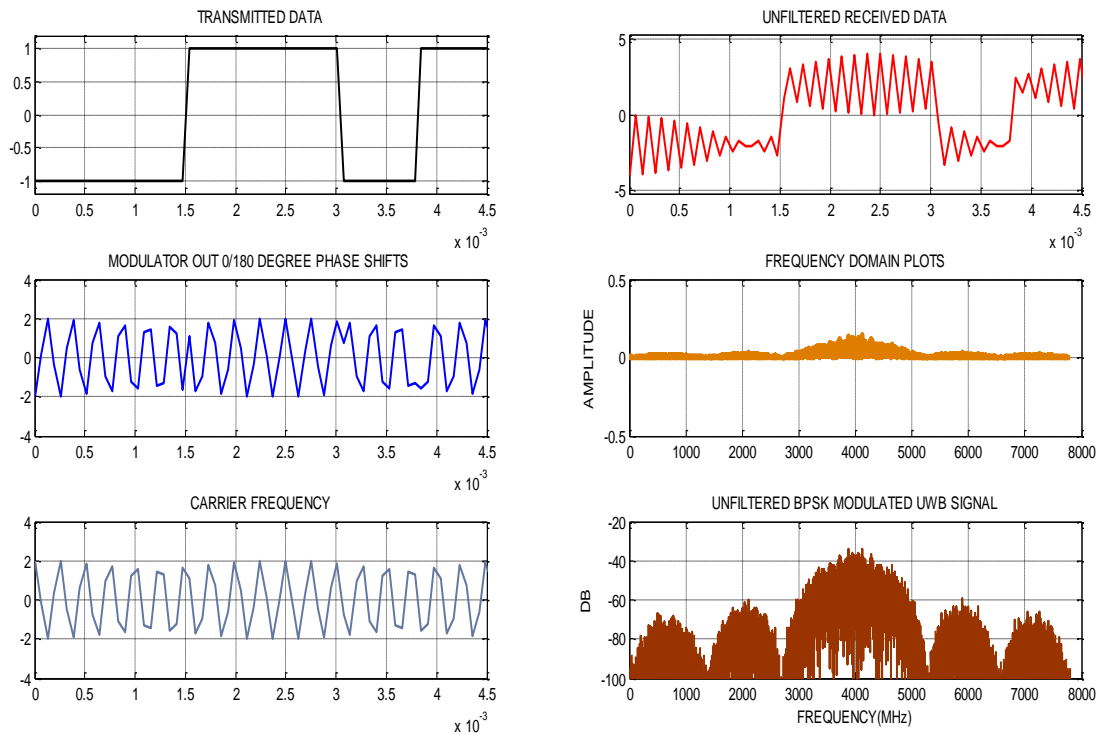 TRANSMITTED DATA
1
0.5
0
-0.5
-1
0 0.5 1 1.5 2 2.5 3 3.5 4 4.5
x 10^-3
UNFILTERED RECEIVED DATA
5
0
-5
0 0.5 1 1.5 2 2.5 3 3.5 4 4.5
x 10^-3
MODULATOR OUT 0/180 DEGREE PHASE SHIFTS
4
2
0
-2
-4
0 0.5 1 1.5 2 2.5 3 3.5 4 4.5
x 10^-3
FREQUENCY DOMAIN PLOTS
AMPLITUDE
0.5
0
-0.5
0 1000 2000 3000 4000 5000 6000 7000 8000
CARRIER FREQUENCY
4
2
0
-2
-4
0 0.5 1 1.5 2 2.5 3 3.5 4 4.5
x 10^-3
UNFILTERED BPSK MODULATED UWB SIGNAL
DB
-20
-40
-60
-80
-100
0 1000 2000 3000 4000 5000 6000 7000 8000
FREQUENCY(MHz)